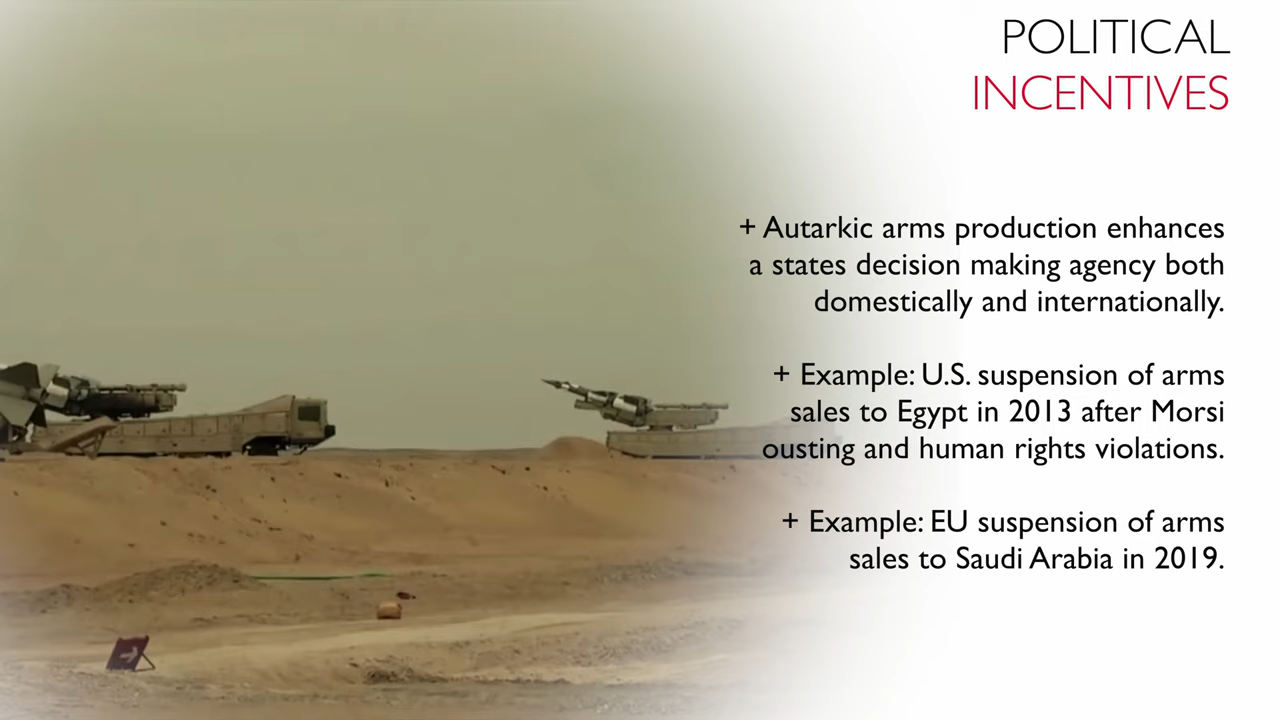 POLITICAL
INCENTIVES
+ Autarkic arms production enhances
a states decision making agency both
domestically and internationally.
+ Example: U.S. suspension of arms
sales to Egypt in 2013 after Morsi
ousting and human rights violations.
+ Example: EU suspension of arms
sales to Saudi Arabia in 2019.